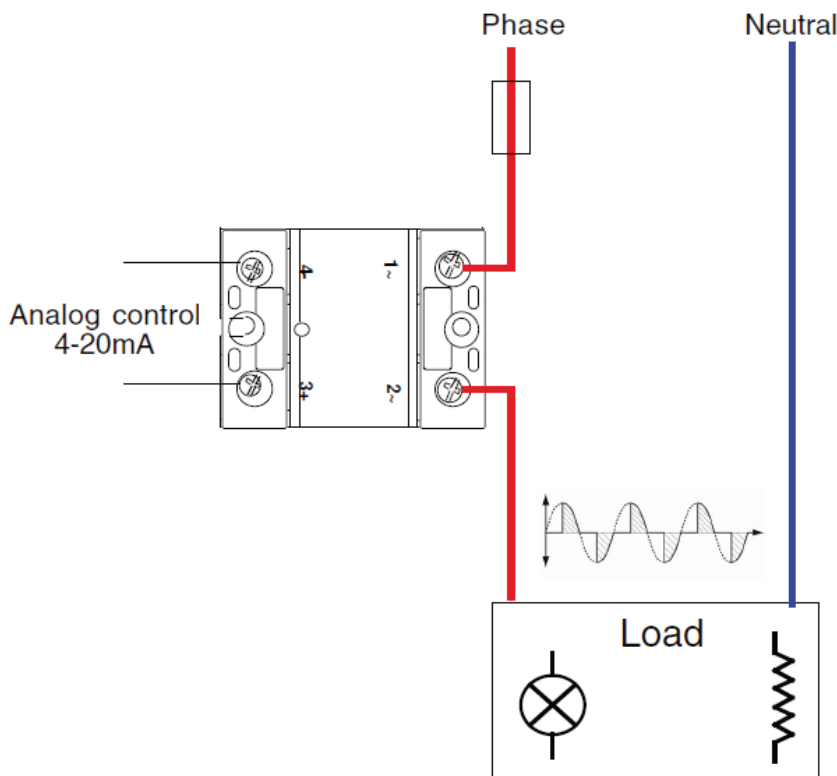 Phase
Neutral
4-
1~
Analog control
4-20mA
3+
2~
Load